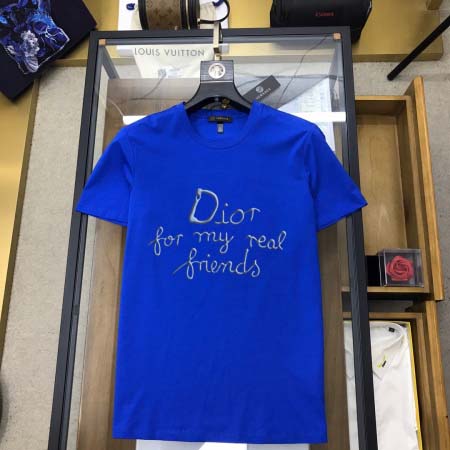 LOUIS VUITTON
Dior
for my real
friends